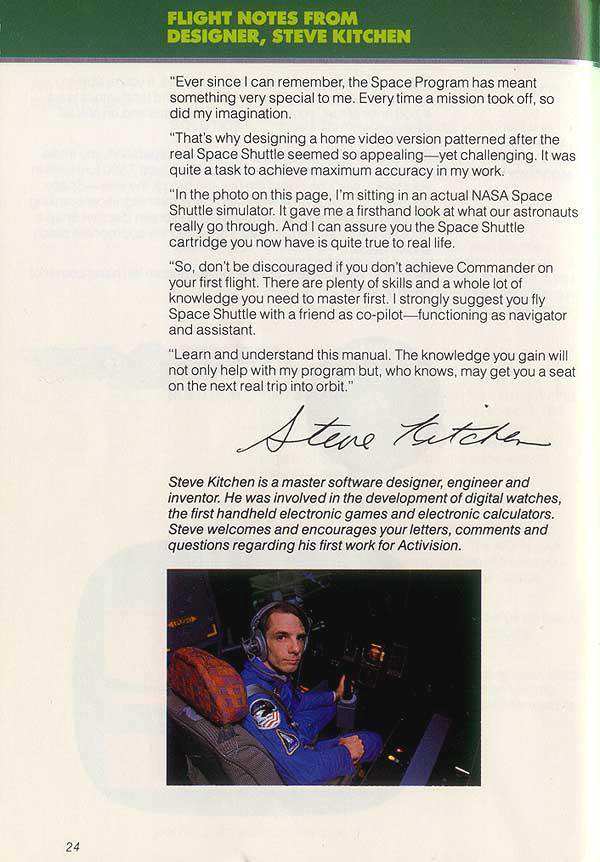 FLIGHT NOTES FROM
DESIGNER, STEVE KITCHEN
“Ever since I can remember, the Space Program has meant
something very special to me. Every time a mission took off, so
did my imagination.
“That’s why designing a home video version patterned after the
real Space Shuttle seemed so appealing—yet challenging. It was
quite a task to achieve maximum accuracy in my work.
“In the photo on this page, I’m sitting in an actual NASA Space
Shuttle simulator. It gave me a firsthand look at what our astronauts
really go through. And I can assure you the Space Shuttle
cartridge you now have is quite true to real life.
“So, don’t be discouraged if you don’t achieve Commander on
your first flight. There are plenty of skills and a whole lot of
knowledge you need to master first. I strongly suggest you fly
Space Shuttle with a friend as co-pilot—functioning as navigator
and assistant.
“Learn and understand this manual. The knowledge you gain will
not only help with my program but, who knows, may get you a seat
on the next real trip into orbit.”
Steve Kitchen
Steve Kitchen is a master software designer, engineer and
inventor. He was involved in the development of digital watches,
the first handheld electronic games and electronic calculators.
Steve welcomes and encourages your letters, comments and
questions regarding his first work for Activision.
24